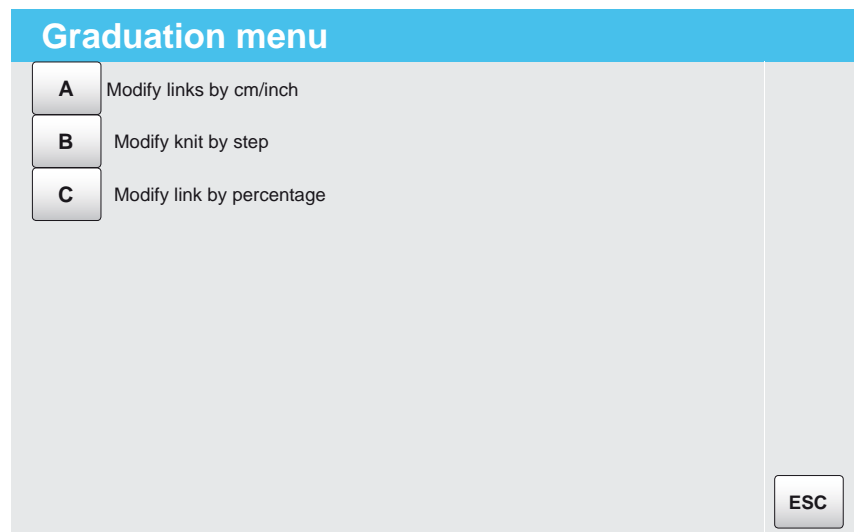 Graduation menu
A Modify links by cm/inch
B Modify knit by step
C Modify link by percentage
ESC